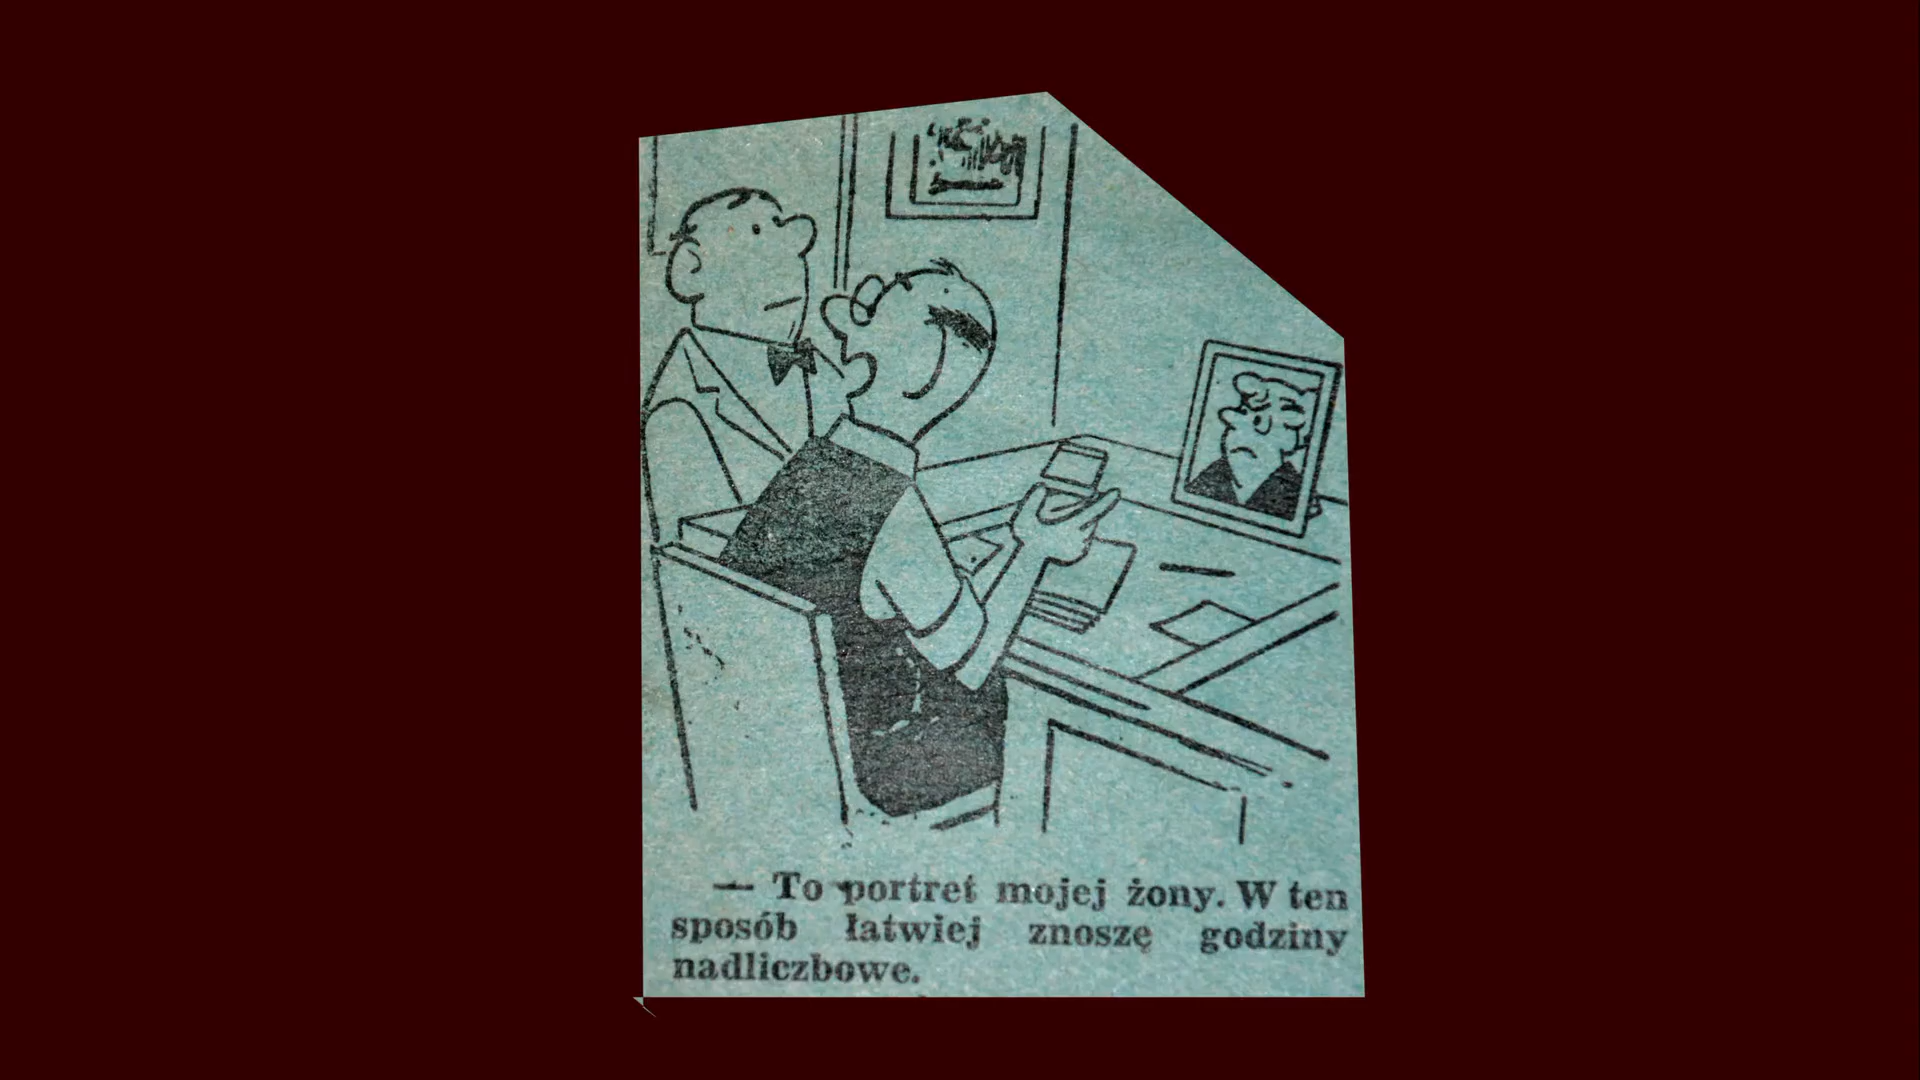 — To portret mojej żony. W ten
sposób łatwiej znoszę godziny
nadliczbowe.